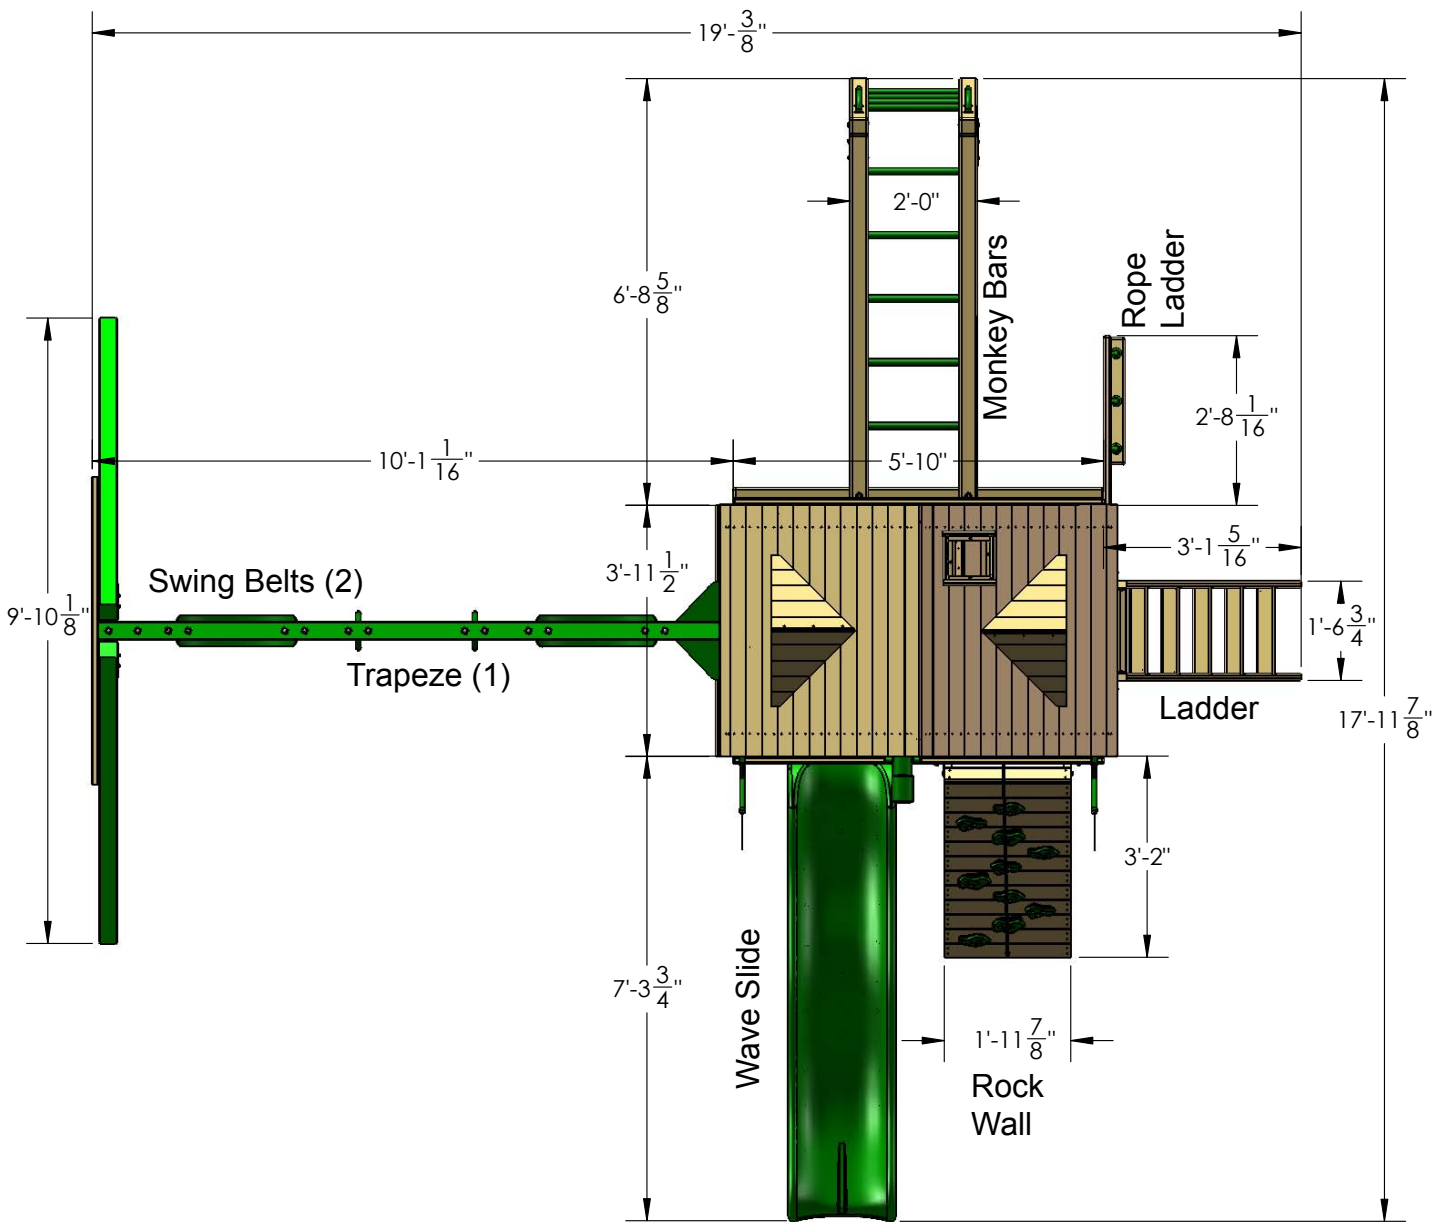 19'-3/8"
2'-0"
6'-8 5/8"
Monkey Bars
Rope
Ladder
2'-8 1/16"
10'-1 1/16"
5'-10"
3'-11 1/2"
3'-1 5/16"
Swing Belts (2)
9'-10 1/8"
1'-6 3/4"
Trapeze (1)
Ladder
17'-11 7/8"
3'-2"
7'-3 3/4"
Wave Slide
1'-11 7/8"
Rock
Wall